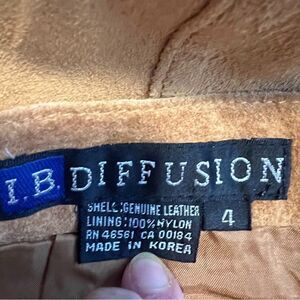 I.B. DIFFUSION
SHELL:GENUINE LEATHER
LINING:100%NYLON
RN 46561 CA 00184
MADE IN KOREA
4